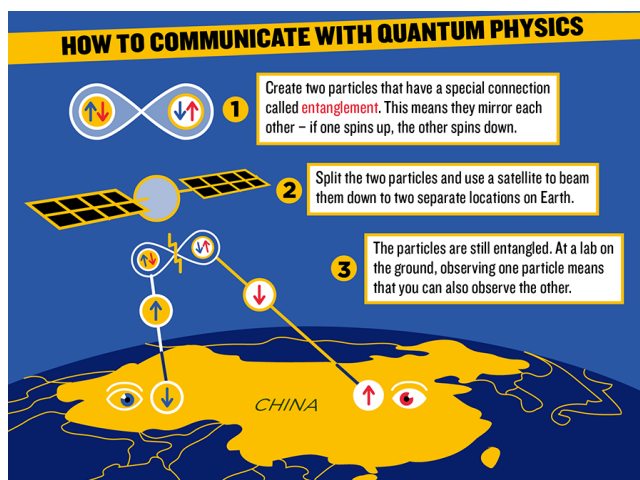 HOW TO COMMUNICATE WITH QUANTUM PHYSICS
1
Create two particles that have a special connection
called entanglement. This means they mirror each
other – if one spins up, the other spins down.
2
Split the two particles and use a satellite to beam
them down to two separate locations on Earth.
3
The particles are still entangled. At a lab on
the ground, observing one particle means
that you can also observe the other.
CHINA